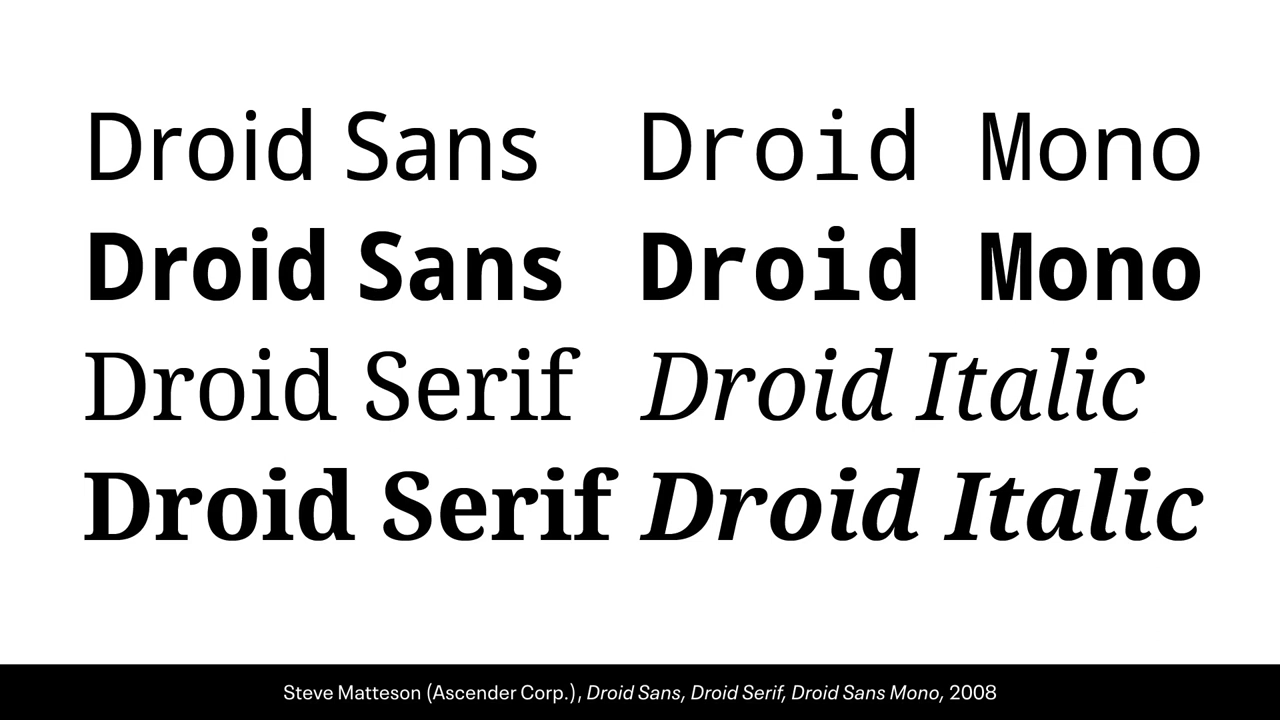 Droid Sans Droid Mono
Droid Sans Droid Mono
Droid Serif Droid Italic
Droid Serif Droid Italic
Steve Matteson (Ascender Corp.), Droid Sans, Droid Serif, Droid Sans Mono, 2008